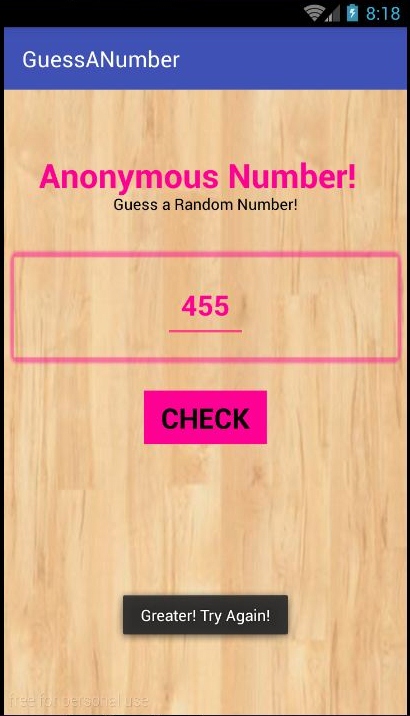 8:18
GuessANumber
Anonymous Number!
Guess a Random Number!
455
CHECK
Greater! Try Again!
free for personal use